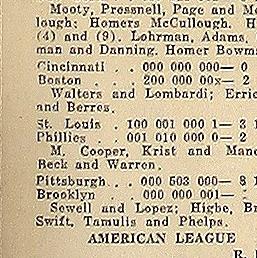 Mooty, Pressnell, Page and Mc
lough; Homers McCullough. H
(4) and (9). Lohrman, Adams,
man and Danning. Homer Bowm
Cincinnati . . 000 000 000— 0
Boston . 200 000 00x— 2
Walters and Lombardi; Erric
and Berres.
St. Louis . 100 001 000 1— 3 1
Phillies . . 001 010 000 0— 2
M. Cooper, Krist and Manc
Beck and Warren.
Pittsburgh . . 000 503 000— 8 1
Brooklyn . . 000 000 001—
Sewell and Lopez; Higbe, Br
Swift, Tamulis and Phelps.
AMERICAN LEAGUE
R. H